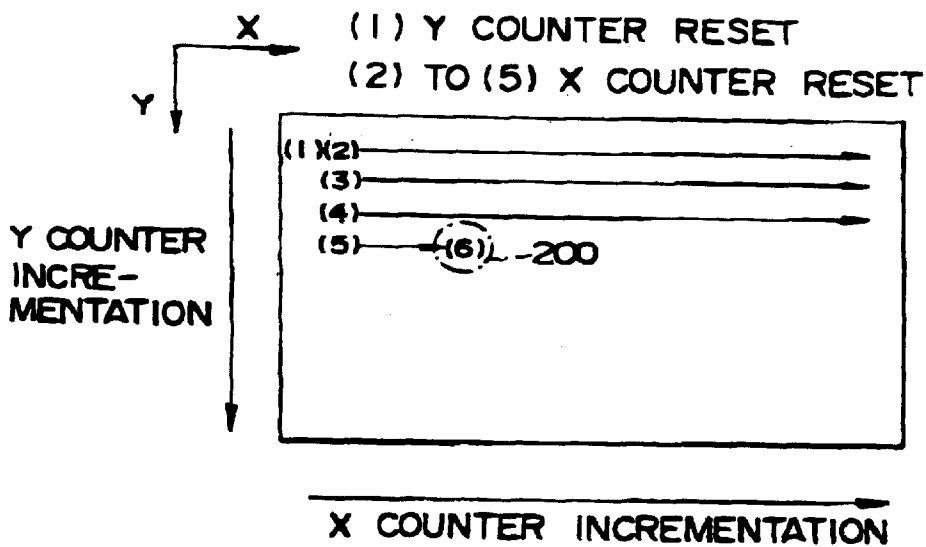 X
(1) Y COUNTER RESET
(2) TO (5) X COUNTER RESET
Y
(1)(2)
(3)
(4)
(5) (6) 200
Y COUNTER
INCRE-
MENTATION
X COUNTER INCREMENTATION